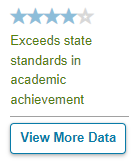 Exceeds state
standards in
academic
achievement
View More Data